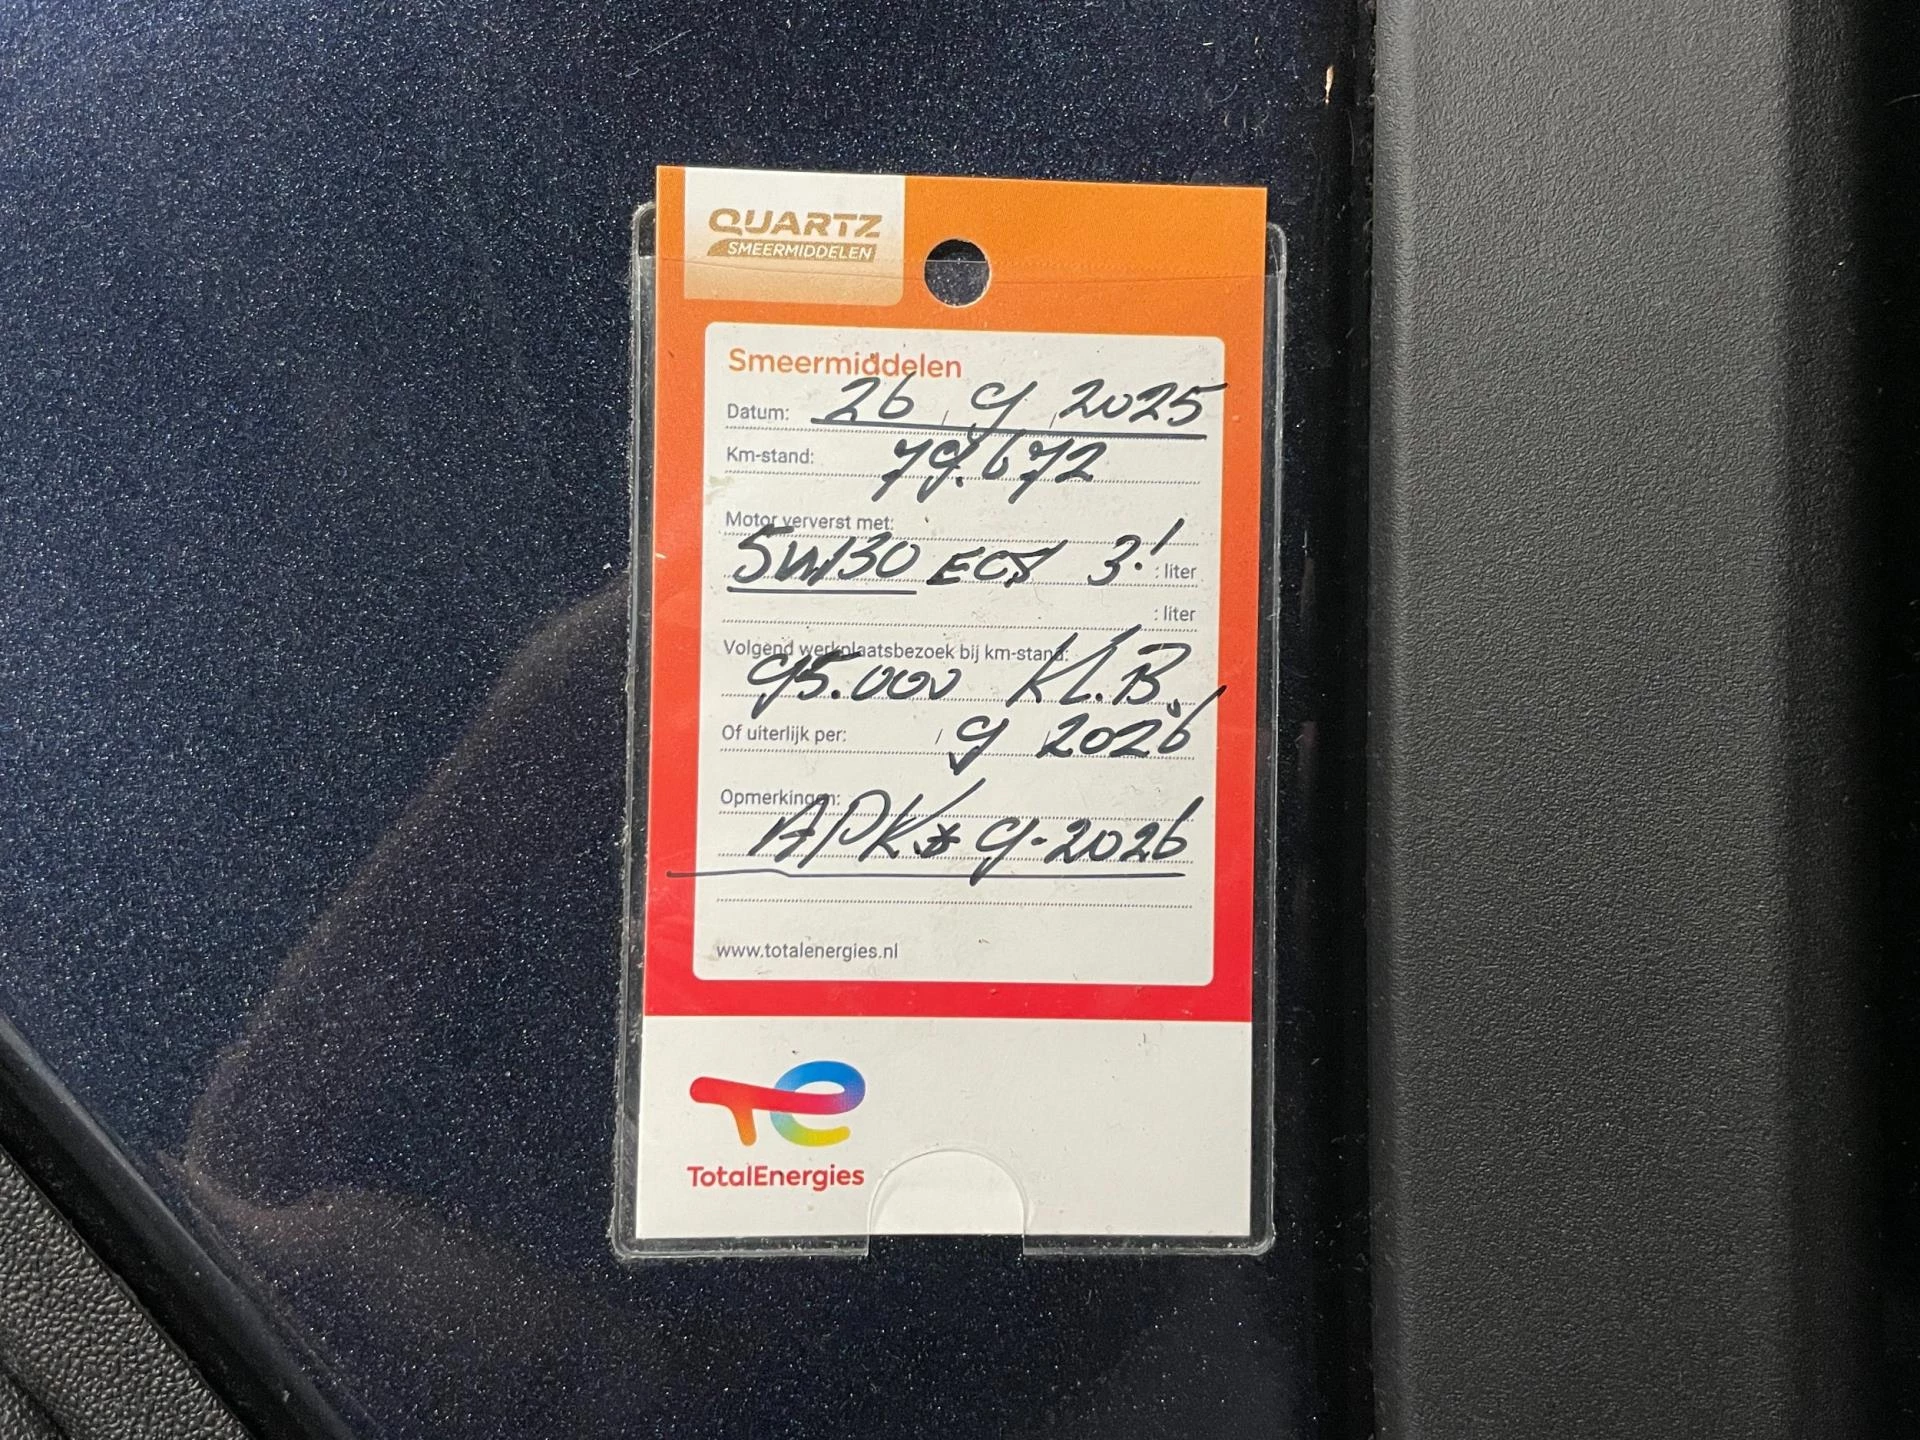 QUARTZ
SMEERMIDDELEN
Smeermiddelen
Datum: 26 / 9 / 2025
Km-stand: 79.672
Motor ververst met:
5W30 ECS 3. : liter
: liter
Volgend werkplaatsbezoek bij km-stand:
95.000 KL.B.
Of uiterlijk per: / 9 2026
Opmerkingen:
APK * 9-2026
www.totalenergies.nl
TotalEnergies